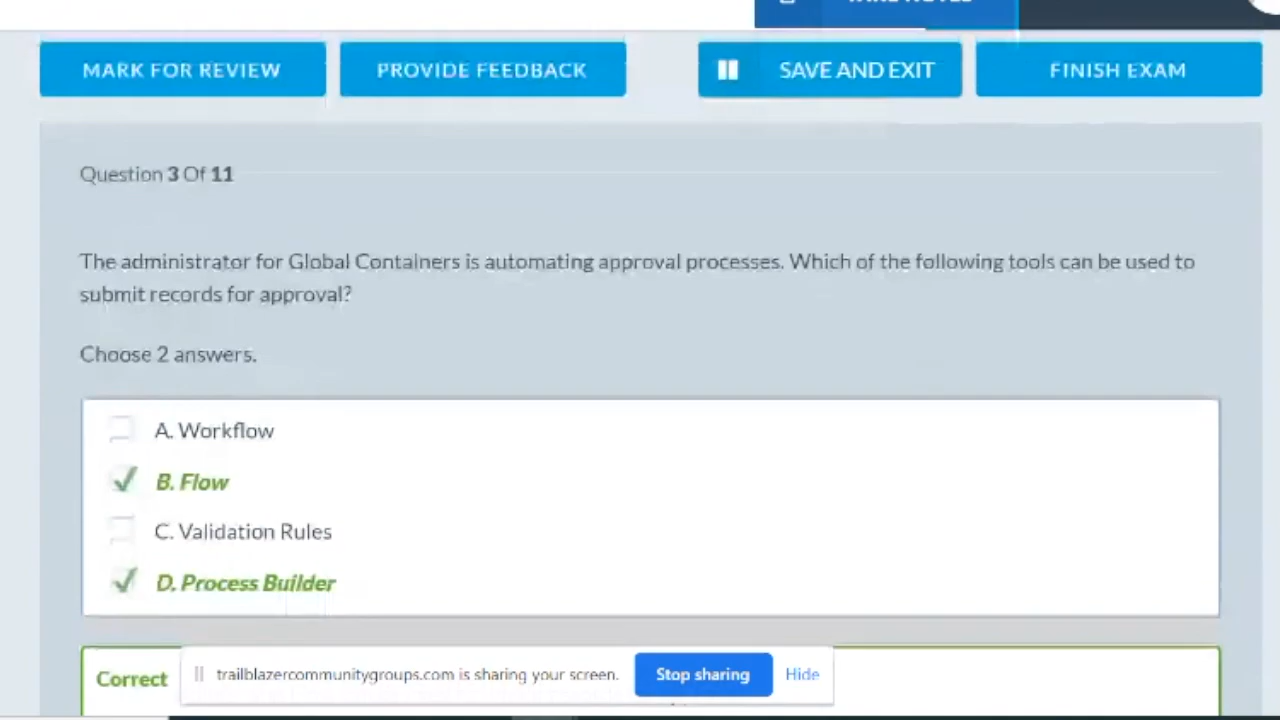 TAKE NOTES
MARK FOR REVIEW
PROVIDE FEEDBACK
SAVE AND EXIT
FINISH EXAM
Question 3 Of 11
The administrator for Global Containers is automating approval processes. Which of the following tools can be used to
submit records for approval?
Choose 2 answers.
A. Workflow
B. Flow
C. Validation Rules
D. Process Builder
Correct
trailblazercommunitygroups.com is sharing your screen.
Stop sharing
Hide